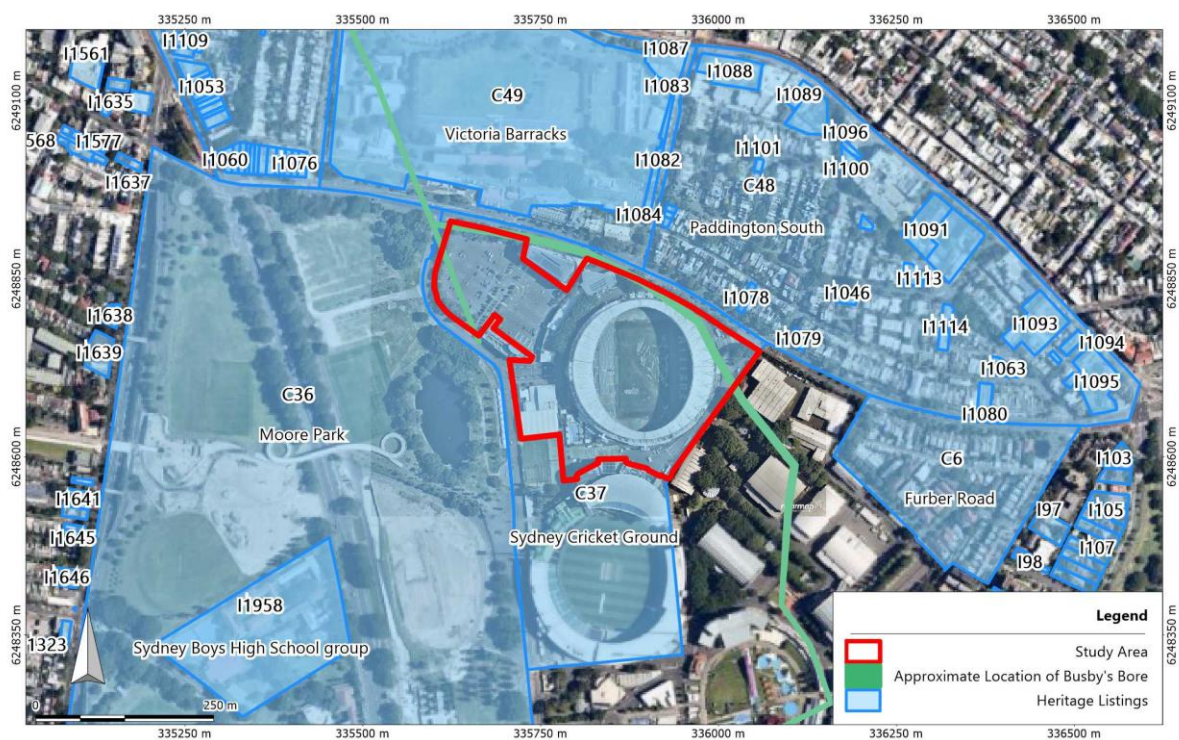 335250 m 335500 m 335750 m 336000 m 336250 m 336500 m
6249100 m
6248850 m
6248600 m
6248350 m
I1561
I1109
I1053
I1635
568
I1577
I1637
I1060
I1076
C49
Victoria Barracks
I1087
I1088
I1083
I1089
I1096
I1082
I1101
I1100
C48
I1084
Paddington South
I1091
I1113
I1078
I1046
I1114
I1093
I1094
I1079
I1063
I1095
I1080
I1638
I1639
C36
Moore Park
C6
Furber Road
I103
I97
I105
I107
I98
C37
Sydney Cricket Ground
I1641
I1645
I1646
I1958
Sydney Boys High School group
1323
0 250 m
Legend
Study Area
Approximate Location of Busby's Bore
Heritage Listings
6249100 m
6248850 m
6248600 m
6248350 m
335250 m 335500 m 335750 m 336000 m 336250 m 336500 m